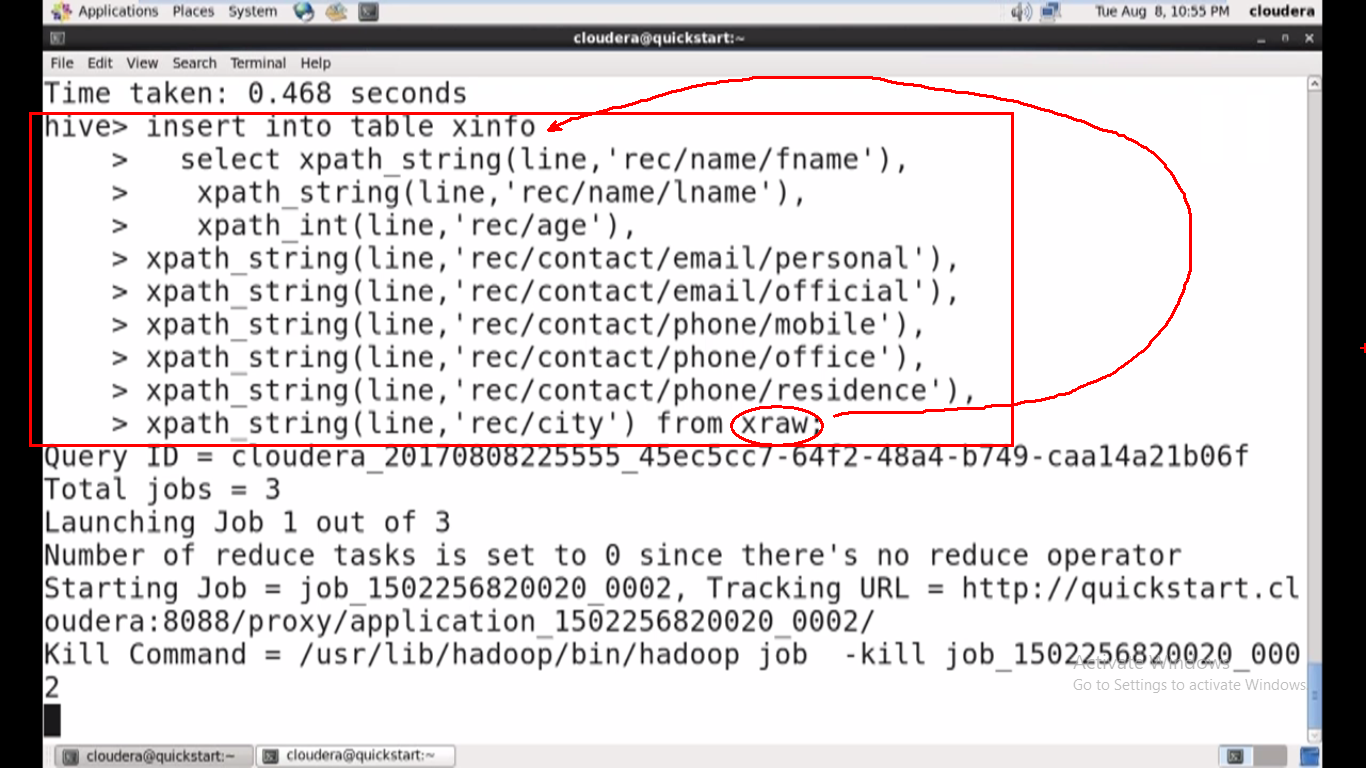 Applications Places System Tue Aug 8, 10:55 PM cloudera
cloudera@quickstart:~
File Edit View Search Terminal Help
Time taken: 0.468 seconds
hive> insert into table xinfo
    >   select xpath_string(line,'rec/name/fname'),
    >    xpath_string(line,'rec/name/lname'),
    >    xpath_int(line,'rec/age'),
    > xpath_string(line,'rec/contact/email/personal'),
    > xpath_string(line,'rec/contact/email/official'),
    > xpath_string(line,'rec/contact/phone/mobile'),
    > xpath_string(line,'rec/contact/phone/office'),
    > xpath_string(line,'rec/contact/phone/residence'),
    > xpath_string(line,'rec/city') from xraw;
Query ID = cloudera_20170808225555_45ec5cc7-64f2-48a4-b749-caa14a21b06f
Total jobs = 3
Launching Job 1 out of 3
Number of reduce tasks is set to 0 since there's no reduce operator
Starting Job = job_1502256820020_0002, Tracking URL = http://quickstart.cl
oudera:8088/proxy/application_1502256820020_0002/
Kill Command = /usr/lib/hadoop/bin/hadoop job  -kill job_1502256820020_000
2
Activate Windows
Go to Settings to activate Windows
cloudera@quickstart:~ cloudera@quickstart:~